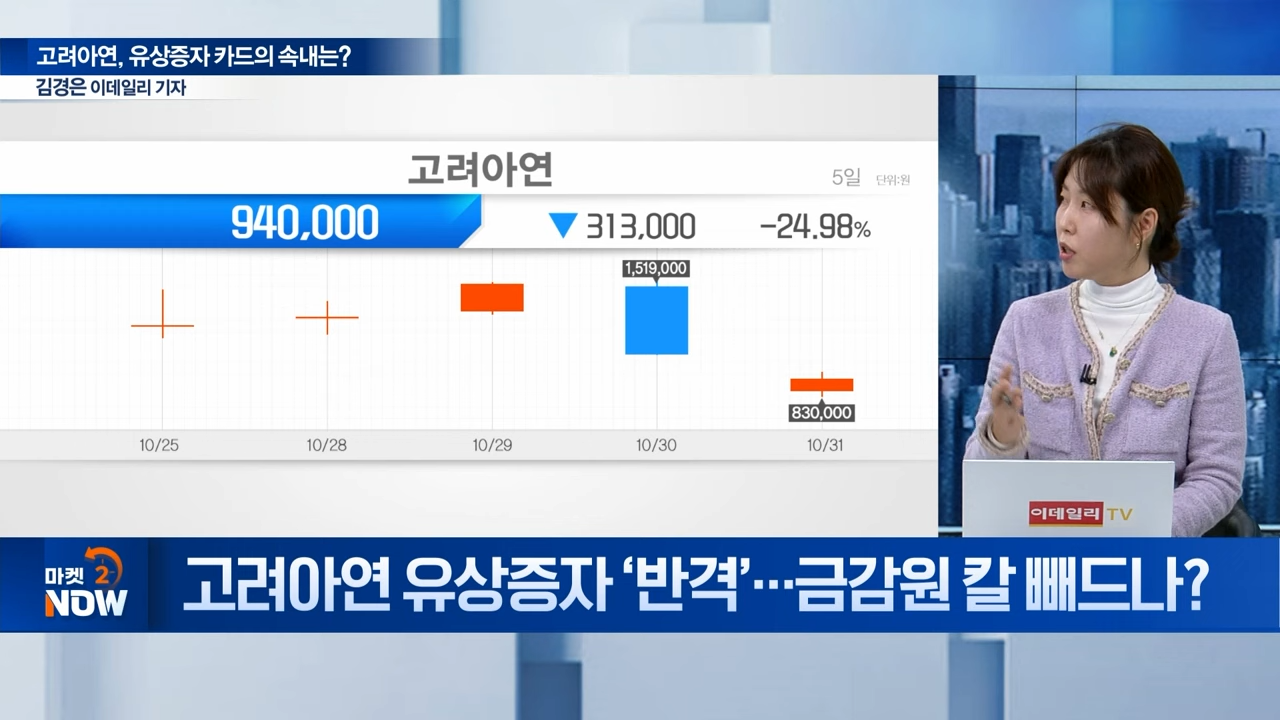 고려아연, 유상증자 카드의 속내는?
김경은 이데일리 기자
고려아연
5일 단위:원
940,000 ▼ 313,000 -24.98%
1,519,000
830,000
10/25 10/28 10/29 10/30 10/31
이데일리 TV
마켓 2
NOW
고려아연 유상증자 ‘반격’…금감원 칼 빼드나?